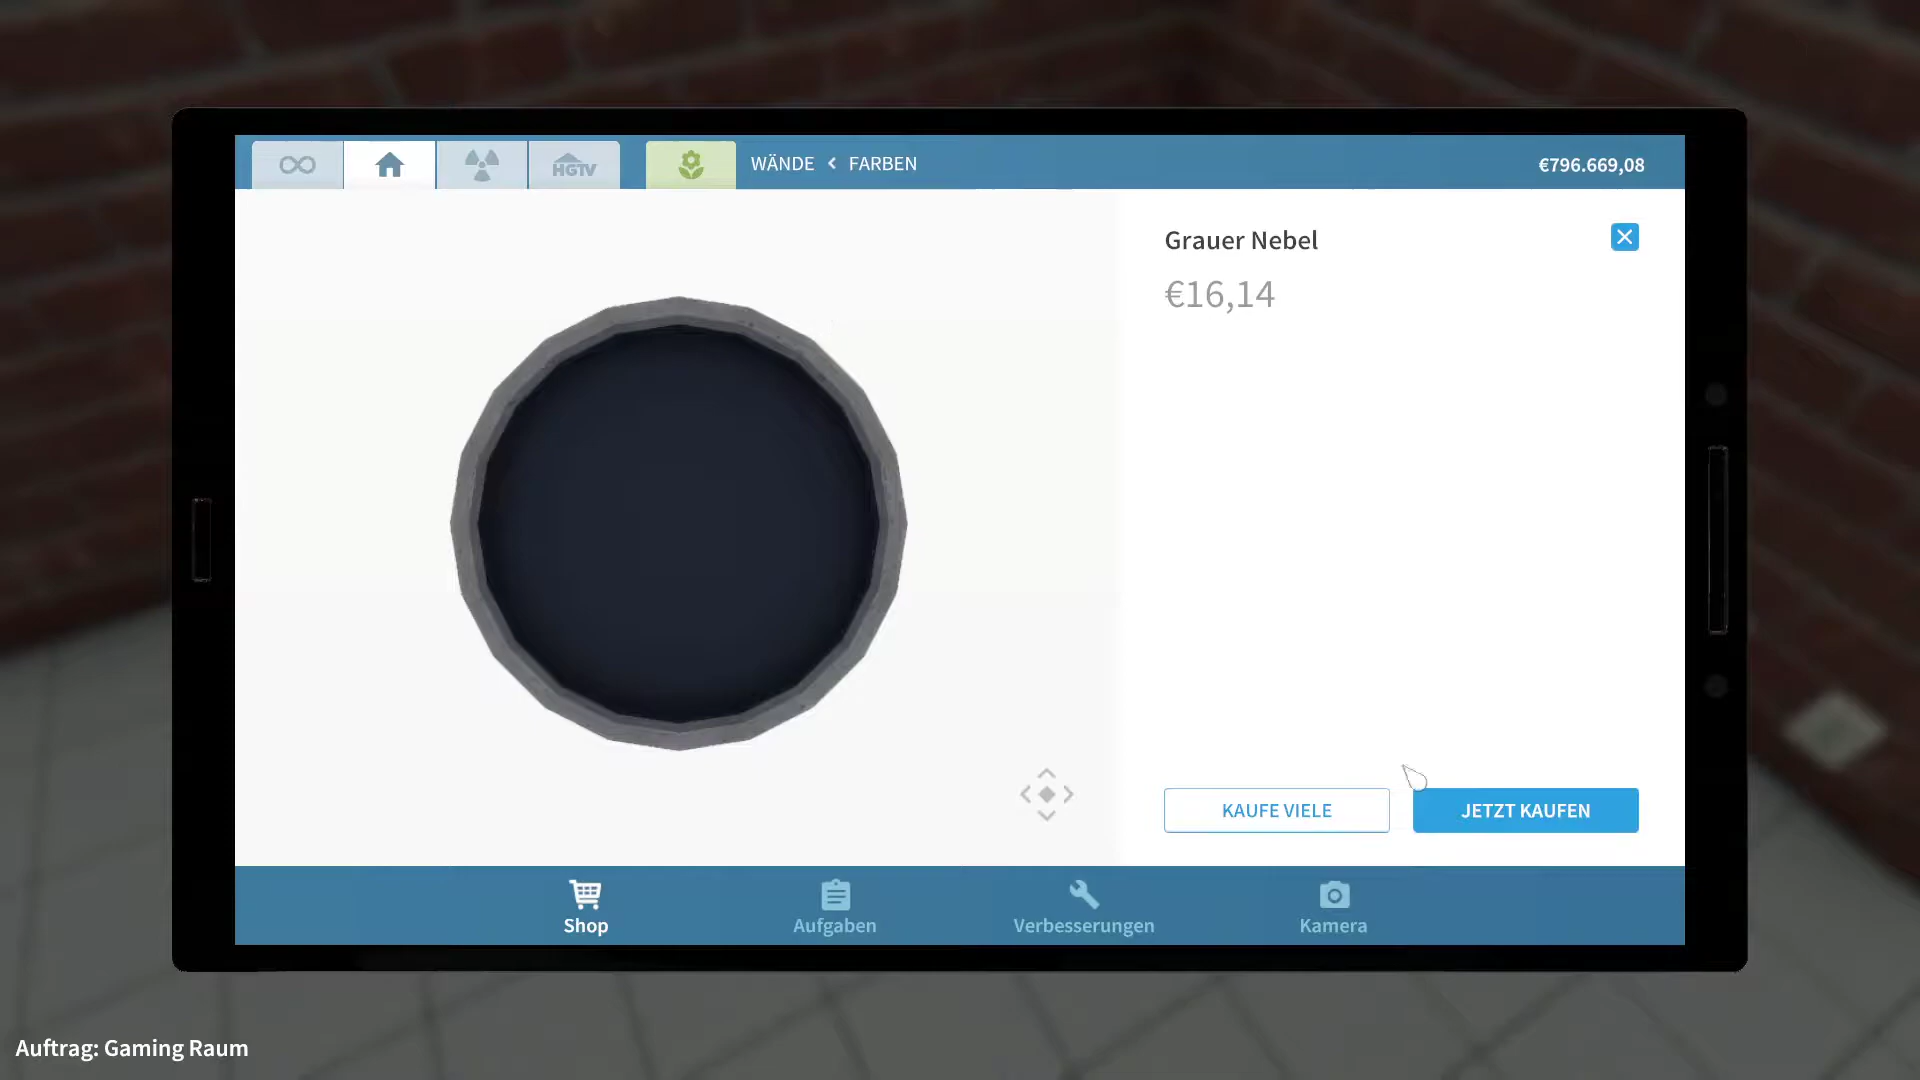 HGTV
WÄNDE < FARBEN
€796.669,08
Grauer Nebel
€16,14
KAUFE VIELE
JETZT KAUFEN
Shop
Aufgaben
Verbesserungen
Kamera
Auftrag: Gaming Raum